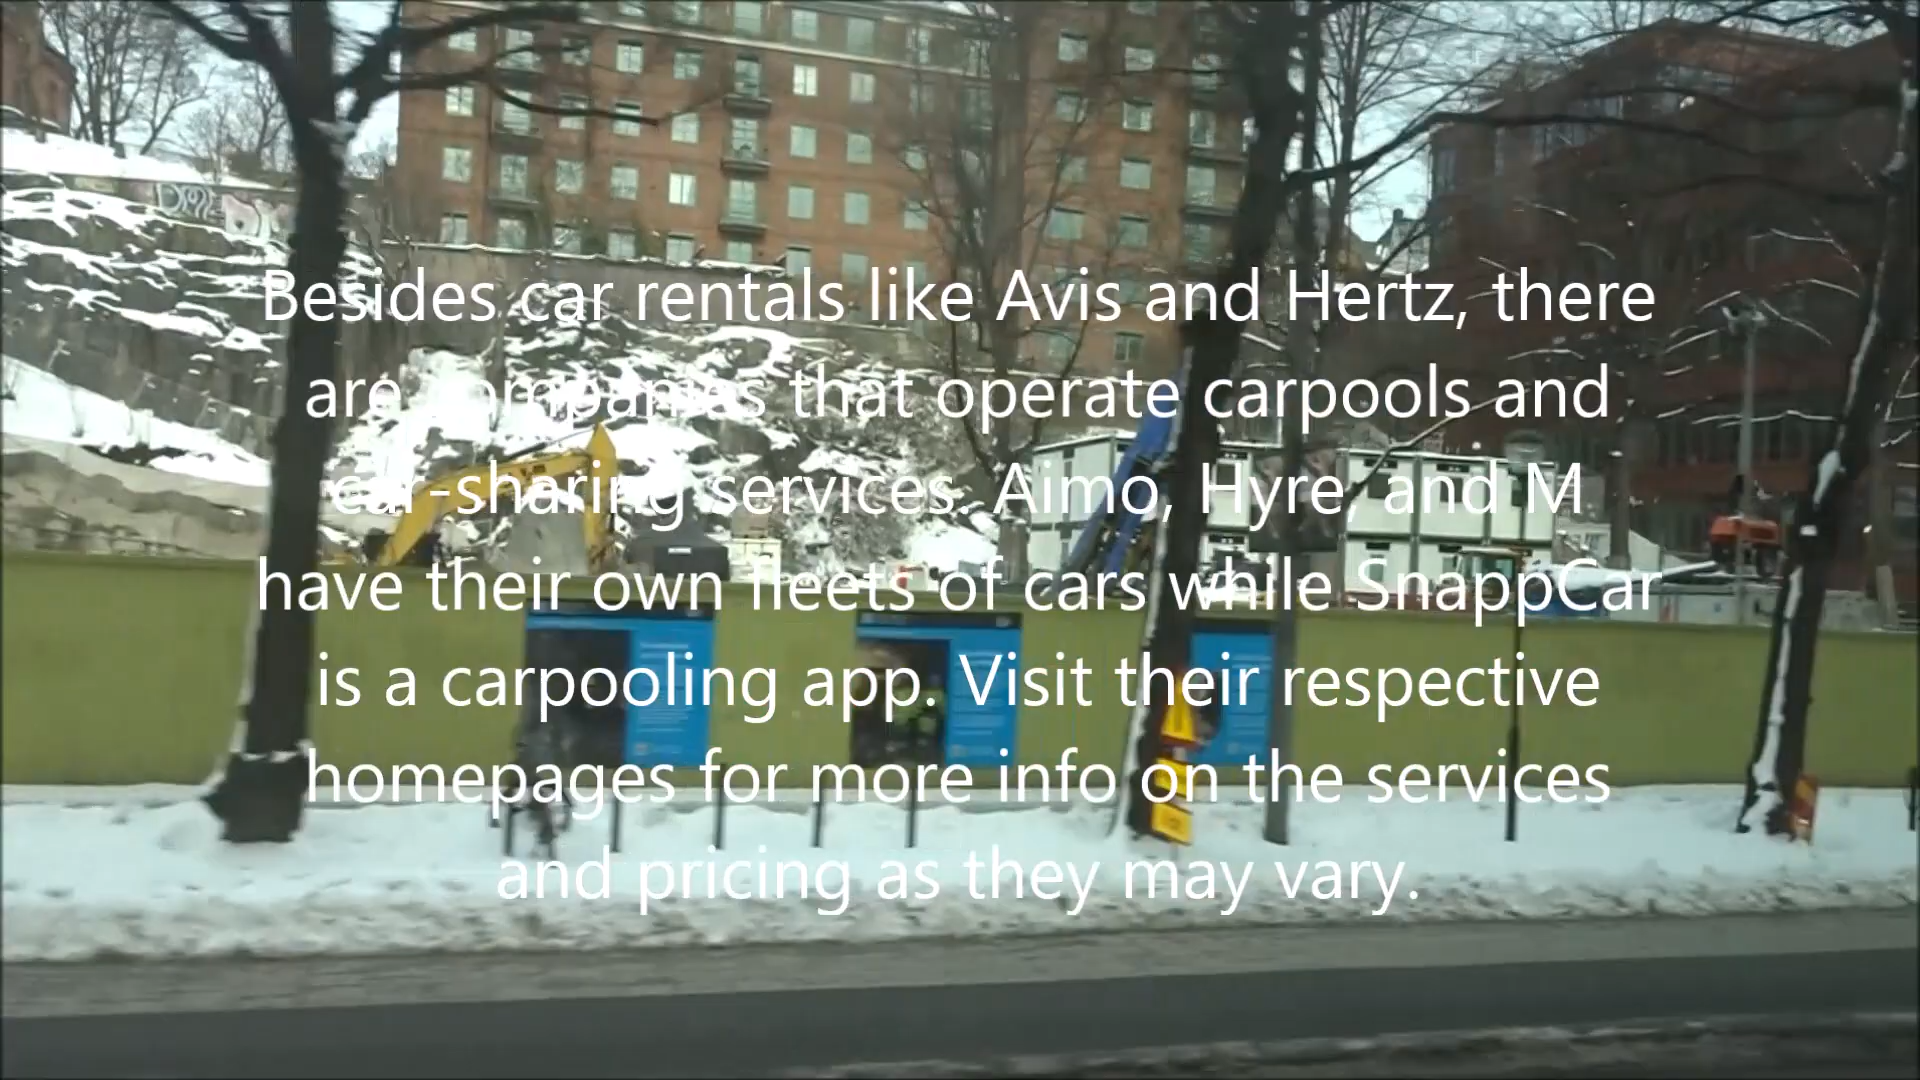 Besides car rentals like Avis and Hertz, there
are companies that operate carpools and
car-sharing services. Aimo, Hyre, and M
have their own fleets of cars while SnappCar
is a carpooling app. Visit their respective
homepages for more info on the services
and pricing as they may vary.